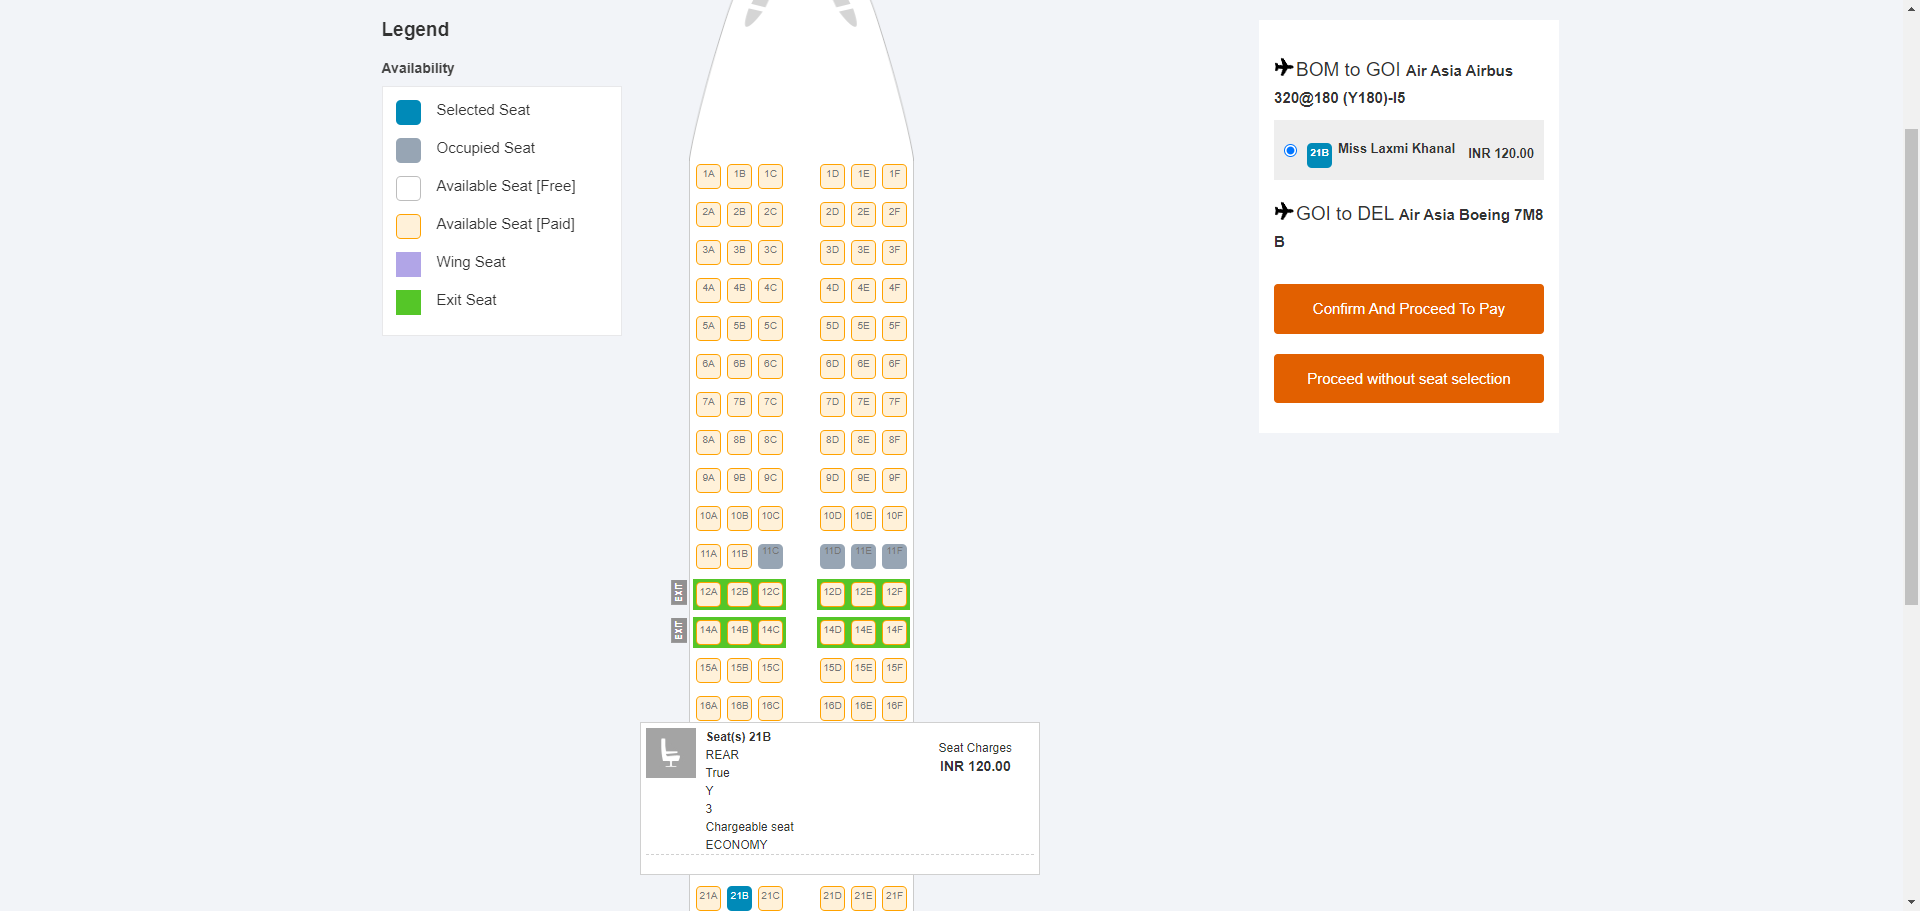 Legend
Availability
Selected Seat
Occupied Seat
Available Seat [Free]
Available Seat [Paid]
Wing Seat
Exit Seat
1A 1B 1C 1D 1E 1F
2A 2B 2C 2D 2E 2F
3A 3B 3C 3D 3E 3F
4A 4B 4C 4D 4E 4F
5A 5B 5C 5D 5E 5F
6A 6B 6C 6D 6E 6F
7A 7B 7C 7D 7E 7F
8A 8B 8C 8D 8E 8F
9A 9B 9C 9D 9E 9F
10A 10B 10C 10D 10E 10F
11A 11B 11C 11D 11E 11F
EXIT 12A 12B 12C 12D 12E 12F
EXIT 14A 14B 14C 14D 14E 14F
15A 15B 15C 15D 15E 15F
16A 16B 16C 16D 16E 16F
Seat(s) 21B
REAR
True
Y
3
Chargeable seat
ECONOMY
Seat Charges
INR 120.00
21A 21B 21C 21D 21E 21F
BOM to GOI Air Asia Airbus
320@180 (Y180)-I5
21B Miss Laxmi Khanal INR 120.00
GOI to DEL Air Asia Boeing 7M8
B
Confirm And Proceed To Pay
Proceed without seat selection